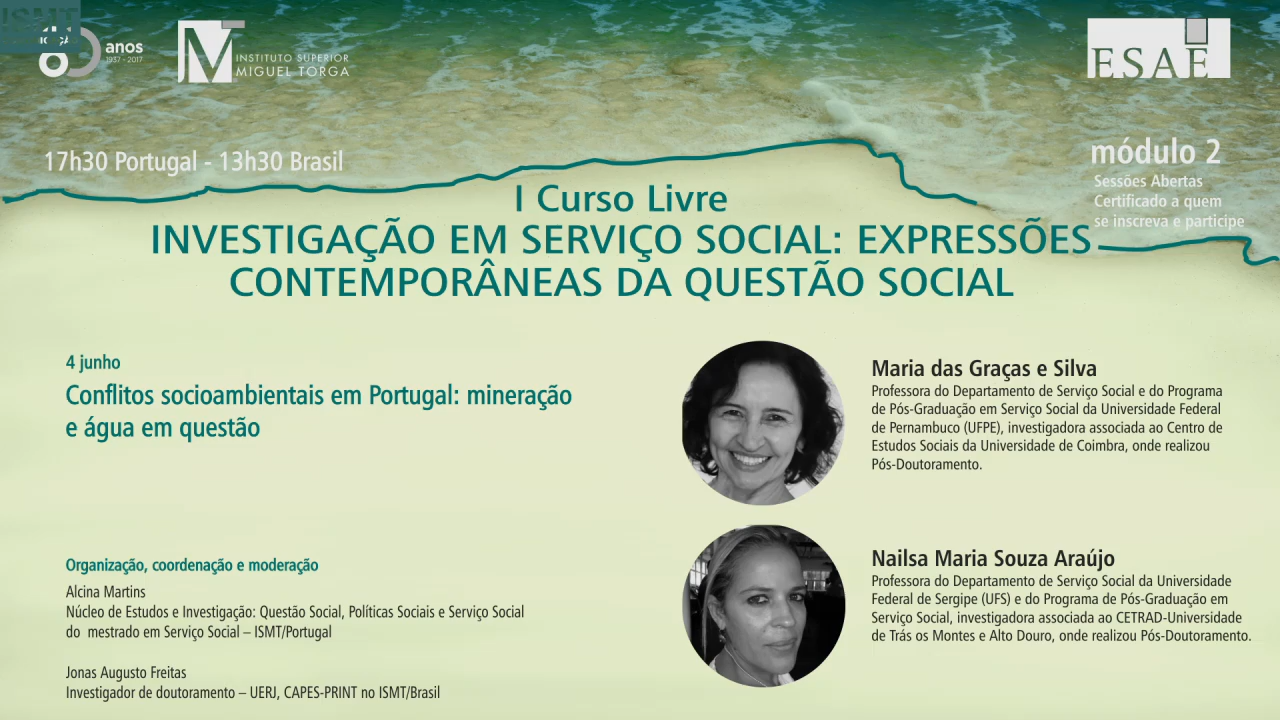 ISMT
anos
1937 - 2017
INSTITUTO SUPERIOR
MIGUEL TORGA
ESAE
17h30 Portugal - 13h30 Brasil
módulo 2
Sessões Abertas
Certificado a quem
se inscreva e participe
I Curso Livre
INVESTIGAÇÃO EM SERVIÇO SOCIAL: EXPRESSÕES
CONTEMPORÂNEAS DA QUESTÃO SOCIAL
4 junho
Conflitos socioambientais em Portugal: mineração
e água em questão
Maria das Graças e Silva
Professora do Departamento de Serviço Social e do Programa
de Pós-Graduação em Serviço Social da Universidade Federal
de Pernambuco (UFPE), investigadora associada ao Centro de
Estudos Sociais da Universidade de Coimbra, onde realizou
Pós-Doutoramento.
Nailsa Maria Souza Araújo
Professora do Departamento de Serviço Social da Universidade
Federal de Sergipe (UFS) e do Programa de Pós-Graduação em
Serviço Social, investigadora associada ao CETRAD-Universidade
de Trás os Montes e Alto Douro, onde realizou Pós-Doutoramento.
Organização, coordenação e moderação
Alcina Martins
Núcleo de Estudos e Investigação: Questão Social, Políticas Sociais e Serviço Social
do mestrado em Serviço Social – ISMT/Portugal
Jonas Augusto Freitas
Investigador de doutoramento – UERJ, CAPES-PRINT no ISMT/Brasil